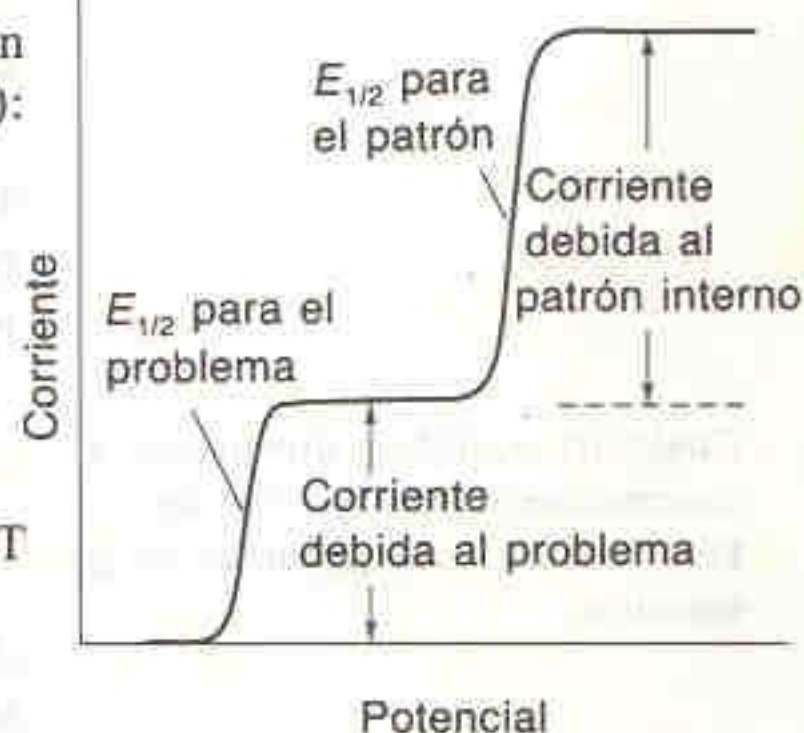 n
):
T
E1/2 para
el patrón
Corriente
debida al
patrón interno
E1/2 para el
problema
Corriente
debida al problema
Corriente
Potencial